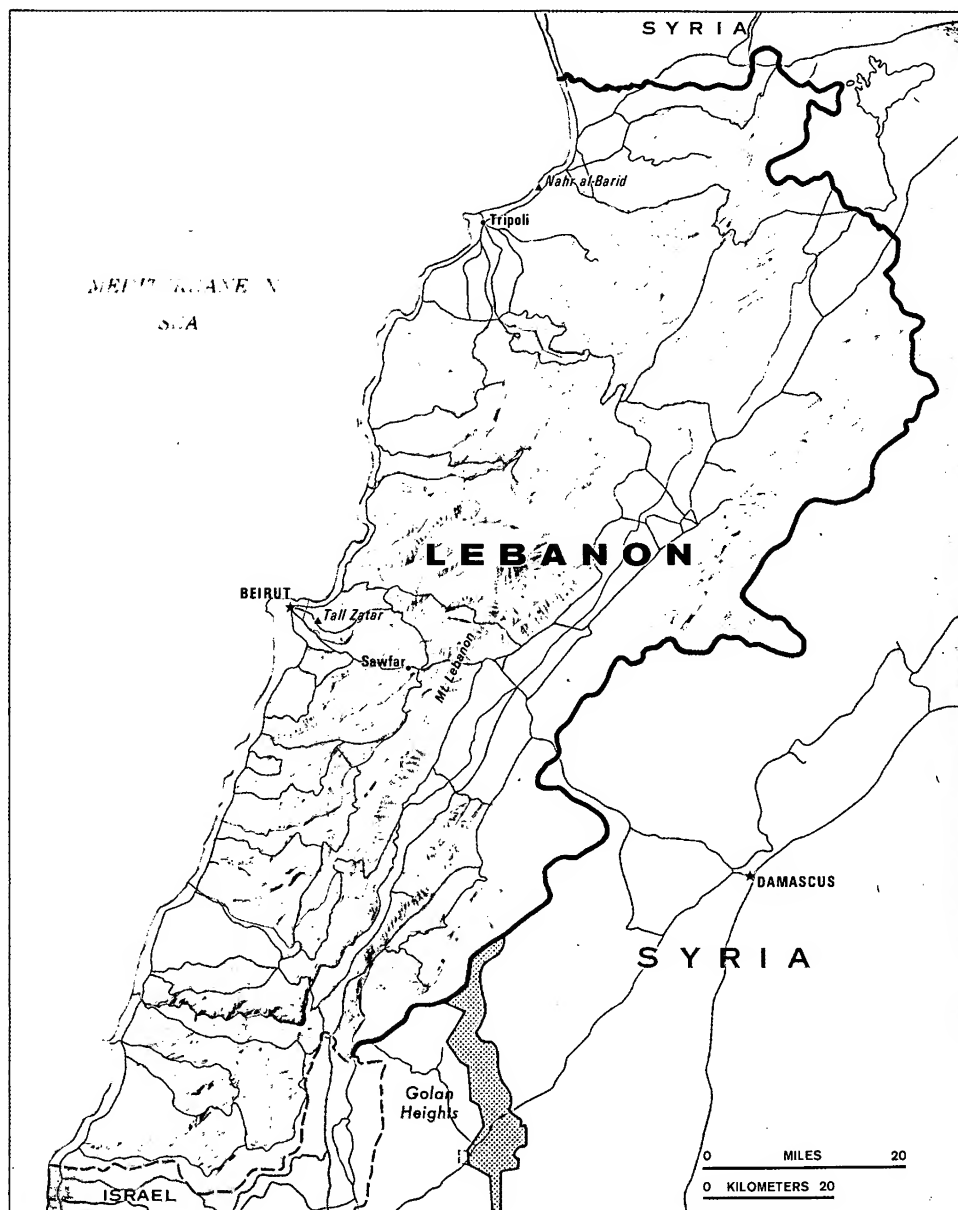 SYRIA
Nahr al-Barid
Tripoli
SEA
LEBANON
BEIRUT
Tall Zatar
Sawfar
Mt Lebanon
DAMASCUS
SYRIA
Golan
Heights
0 MILES 20
0 KILOMETERS 20
ISRAEL